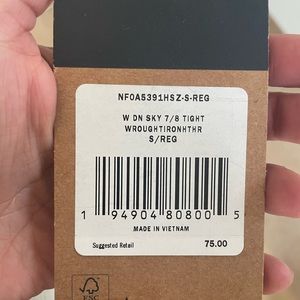 NF0A5391HSZ-S-REG
W DN SKY 7/8 TIGHT
WROUGHTIRONHTHR
S/REG
1 94904 80800 5
MADE IN VIETNAM
Suggested Retail 75.00
FSC